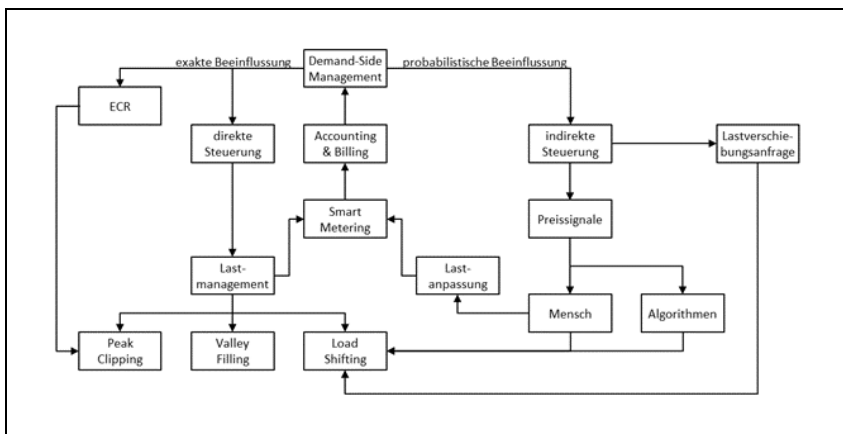 exakte Beeinflussung
Demand-Side
Management
probabilistische Beeinflussung
ECR
direkte
Steuerung
Accounting
& Billing
indirekte
Steuerung
Lastverschie-
bungsanfrage
Smart
Metering
Preissignale
Last-
management
Last-
anpassung
Mensch
Algorithmen
Peak
Clipping
Valley
Filling
Load
Shifting